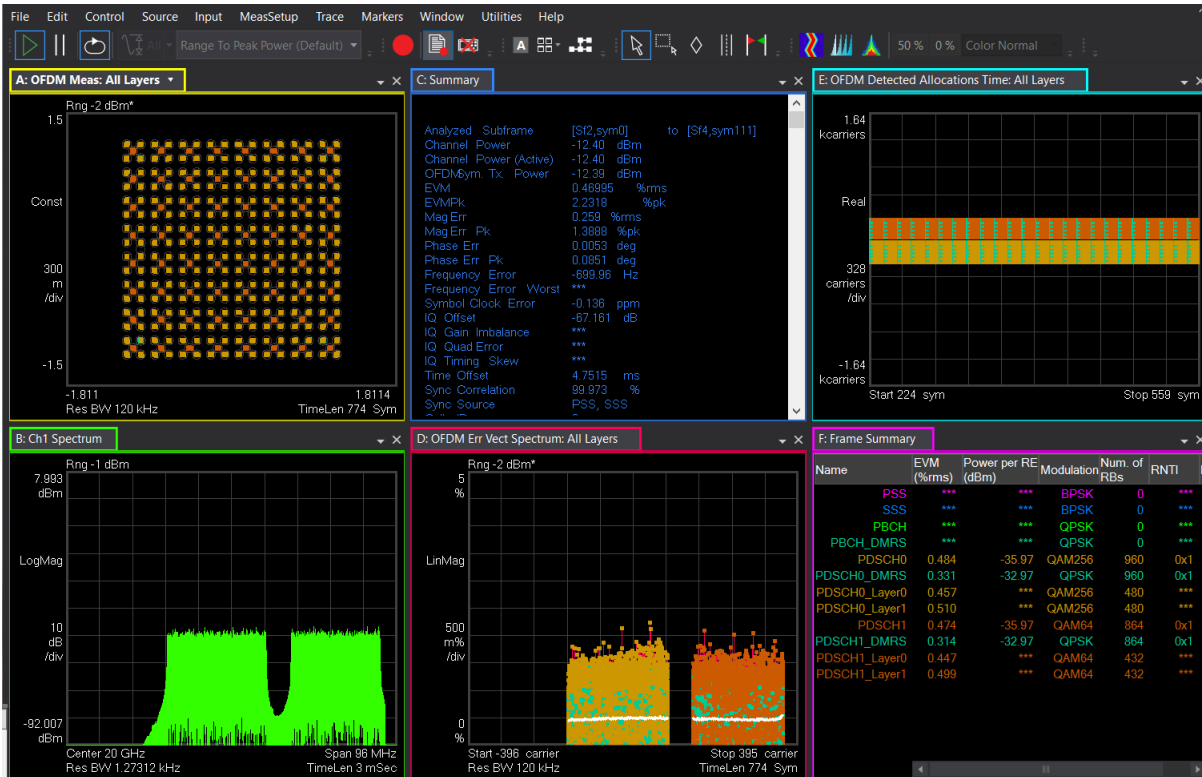 File Edit Control Source Input MeasSetup Trace Markers Window Utilities Help
All Range To Peak Power (Default) A 50 % 0 % Color Normal
A: OFDM Meas: All Layers
Rng -2 dBm*
1.5
Const
300
m
/div
-1.5
-1.811 1.8114
Res BW 120 kHz TimeLen 774 Sym
C: Summary
Analyzed Subframe [Sf2,sym0] to [Sf4,sym111]
Channel Power -12.40 dBm
Channel Power (Active) -12.40 dBm
OFDMSym. Tx. Power -12.39 dBm
EVM 0.46995 %rms
EVMPk 2.2318 %pk
Mag Err 0.259 %rms
Mag Err Pk 1.3888 %pk
Phase Err 0.0053 deg
Phase Err Pk 0.0851 deg
Frequency Error -699.96 Hz
Frequency Error Worst ***
Symbol Clock Error -0.136 ppm
IQ Offset -67.161 dB
IQ Gain Imbalance ***
IQ Quad Error ***
IQ Timing Skew ***
Time Offset 4.7515 ms
Sync Correlation 99.973 %
Sync Source PSS, SSS
E: OFDM Detected Allocations Time: All Layers
1.64
kcarriers
Real
328
carriers
/div
-1.64
kcarriers
Start 224 sym Stop 559 sym
B: Ch1 Spectrum
Rng -1 dBm
7.993
dBm
LogMag
10
dB
/div
-92.007
dBm
Center 20 GHz Span 96 MHz
Res BW 1.27312 kHz TimeLen 3 mSec
D: OFDM Err Vect Spectrum: All Layers
Rng -2 dBm*
5
%
LinMag
500
m%
/div
0
%
Start -396 carrier Stop 395 carrier
Res BW 120 kHz TimeLen 774 Sym
F: Frame Summary
Name EVM (%rms) Power per RE (dBm) Modulation Num. of RBs RNTI
PSS *** *** BPSK 0 ***
SSS *** *** BPSK 0 ***
PBCH *** *** QPSK 0 ***
PBCH_DMRS *** *** QPSK 0 ***
PDSCH0 0.484 -35.97 QAM256 960 0x1
PDSCH0_DMRS 0.331 -32.97 QPSK 960 0x1
PDSCH0_Layer0 0.457 *** QAM256 480 ***
PDSCH0_Layer1 0.510 *** QAM256 480 ***
PDSCH1 0.474 -35.97 QAM64 864 0x1
PDSCH1_DMRS 0.314 -32.97 QPSK 864 0x1
PDSCH1_Layer0 0.447 *** QAM64 432 ***
PDSCH1_Layer1 0.499 *** QAM64 432 ***